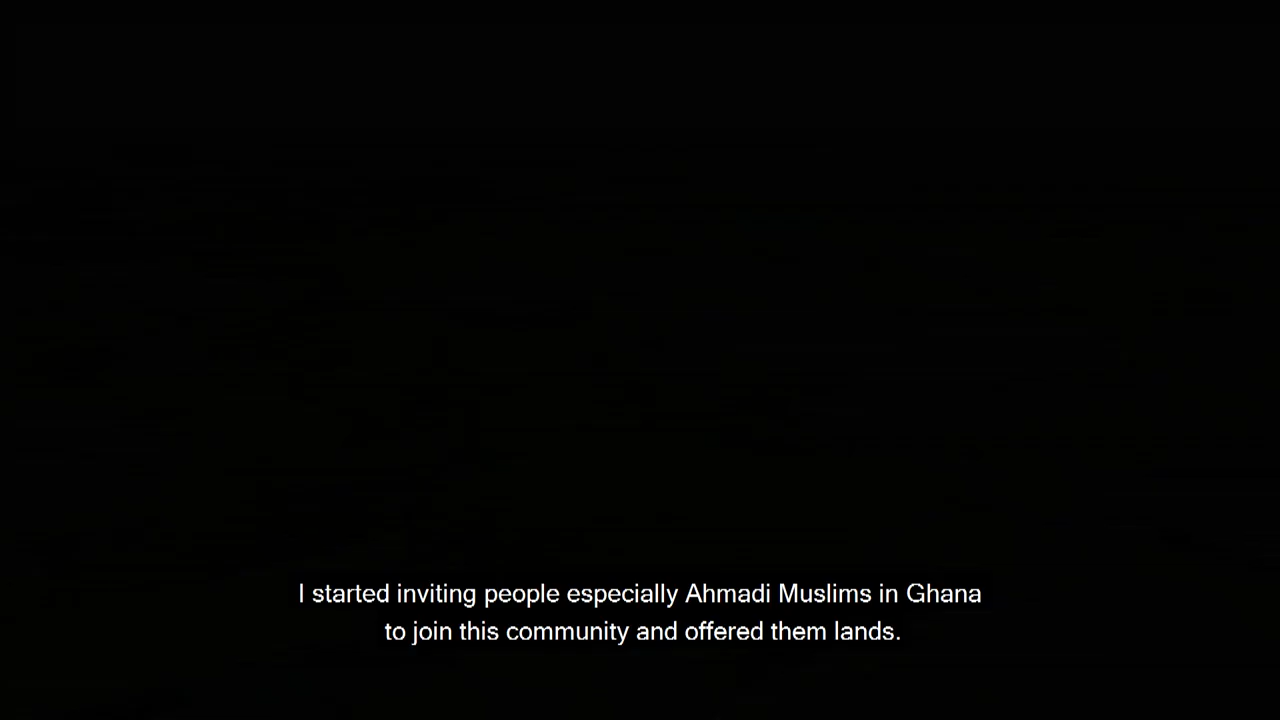 I started inviting people especially Ahmadi Muslims in Ghana
to join this community and offered them lands.